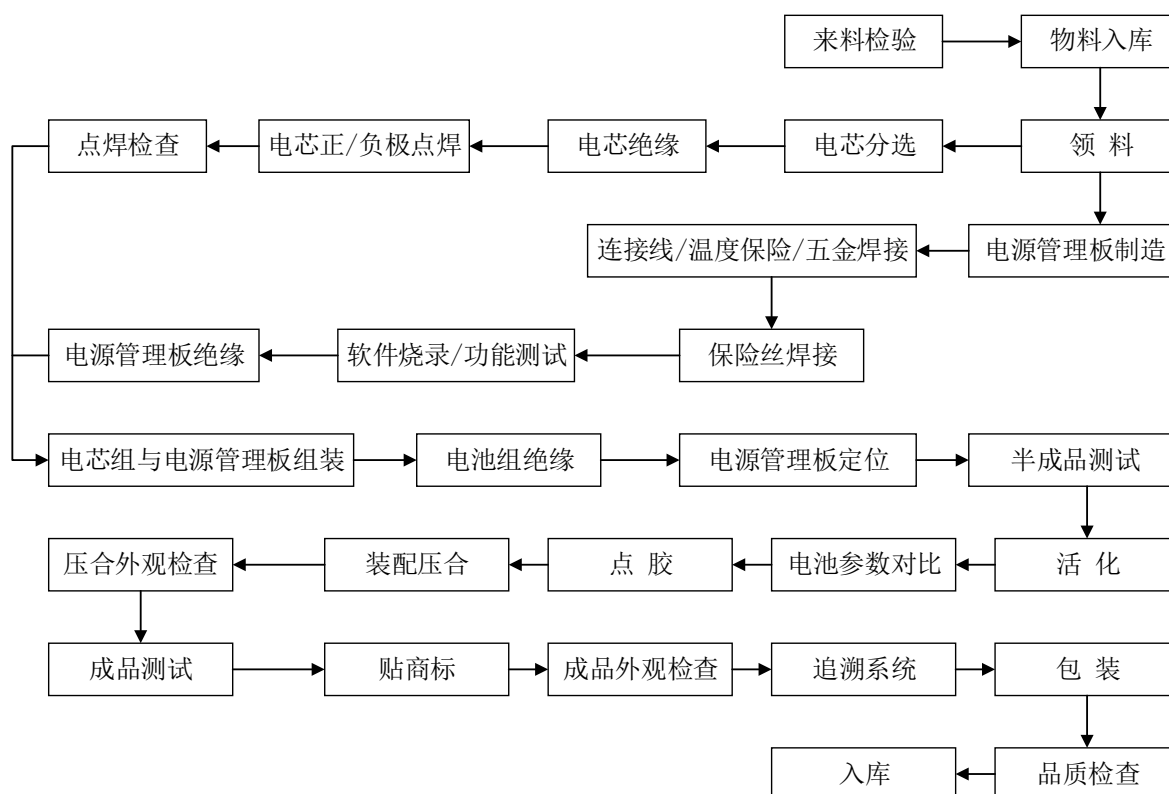 来料检验
物料入库
点焊检查
电芯正/负极点焊
电芯绝缘
电芯分选
领 料
连接线/温度保险/五金焊接
电源管理板制造
电源管理板绝缘
软件烧录/功能测试
保险丝焊接
电芯组与电源管理板组装
电池组绝缘
电源管理板定位
半成品测试
压合外观检查
装配压合
点 胶
电池参数对比
活 化
成品测试
贴商标
成品外观检查
追溯系统
包 装
入库
品质检查